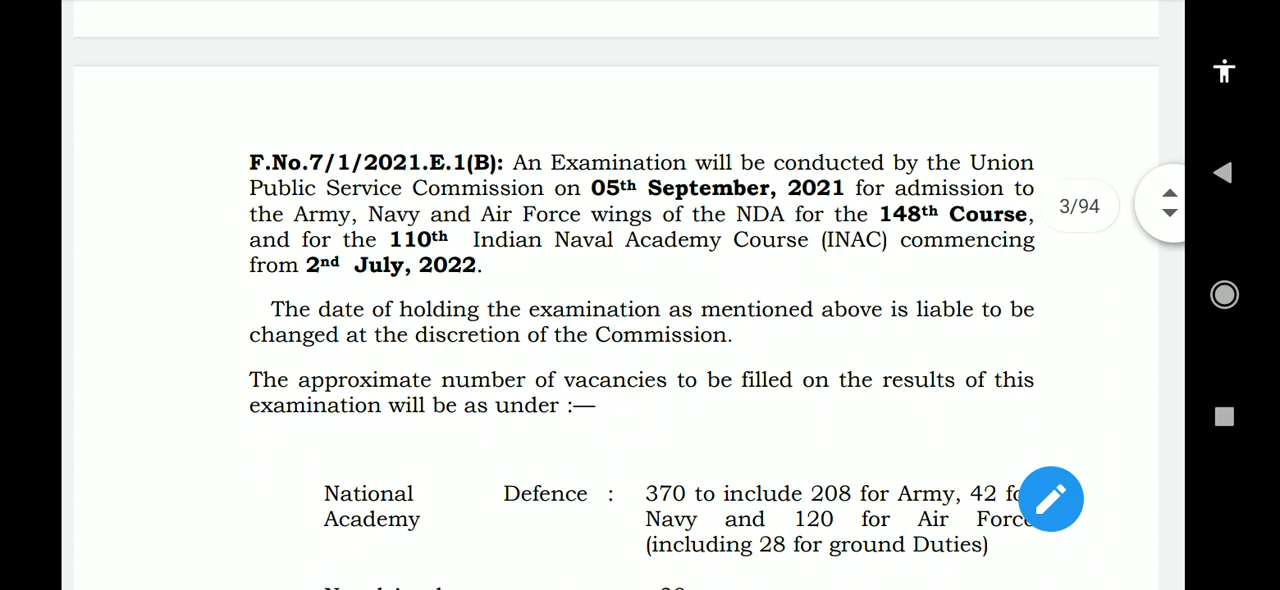 F.No.7/1/2021.E.1(B): An Examination will be conducted by the Union
Public Service Commission on 05th September, 2021 for admission to
the Army, Navy and Air Force wings of the NDA for the 148th Course,
and for the 110th Indian Naval Academy Course (INAC) commencing
from 2nd July, 2022.
The date of holding the examination as mentioned above is liable to be
changed at the discretion of the Commission.
The approximate number of vacancies to be filled on the results of this
examination will be as under :—
National Defence : 370 to include 208 for Army, 42
Academy Navy and 120 for Air Force
(including 28 for ground Duties)
3/94